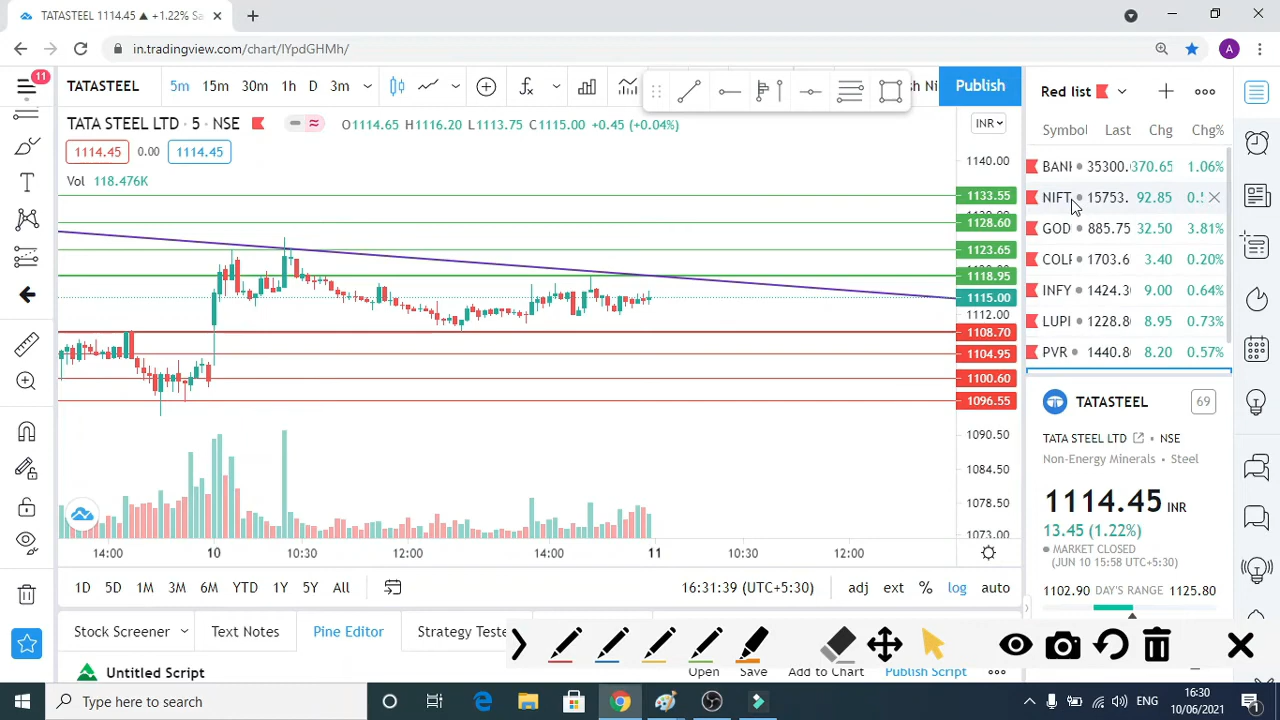 TATASTEEL 1114.45 ▲ +1.22% Sa
in.tradingview.com/chart/IYpdGHMh/
A
11
TATASTEEL 5m 15m 30m 1h D 3m Publish
TATA STEEL LTD • 5 • NSE O1114.65 H1116.20 L1113.75 C1115.00 +0.45 (+0.04%)
1114.45 0.00 1114.45
Vol 118.476K
INR
1140.00
1133.55
1128.60
1123.65
1118.95
1115.00
1112.00
1108.70
1104.95
1100.60
1096.55
1090.50
1084.50
1078.50
1073.00
14:00 10 10:30 12:00 14:00 11 10:30 12:00
1D 5D 1M 3M 6M YTD 1Y 5Y All 16:31:39 (UTC+5:30) adj ext % log auto
Stock Screener Text Notes Pine Editor Strategy Teste
Untitled Script Open Save Add to Chart Publish Script
Red list
Symbol Last Chg Chg%
BANK 35300. 370.65 1.06%
NIFT 15753. 92.85 0.5
GOD 885.75 32.50 3.81%
COLF 1703.6 3.40 0.20%
INFY 1424.3 9.00 0.64%
LUPI 1228.8 8.95 0.73%
PVR 1440.8 8.20 0.57%
TATASTEEL 69
TATA STEEL LTD • NSE
Non-Energy Minerals • Steel
1114.45 INR
13.45 (1.22%)
MARKET CLOSED
(JUN 10 15:58 UTC+5:30)
1102.90 DAY'S RANGE 1125.80
Type here to search
ENG
16:30
10/06/2021